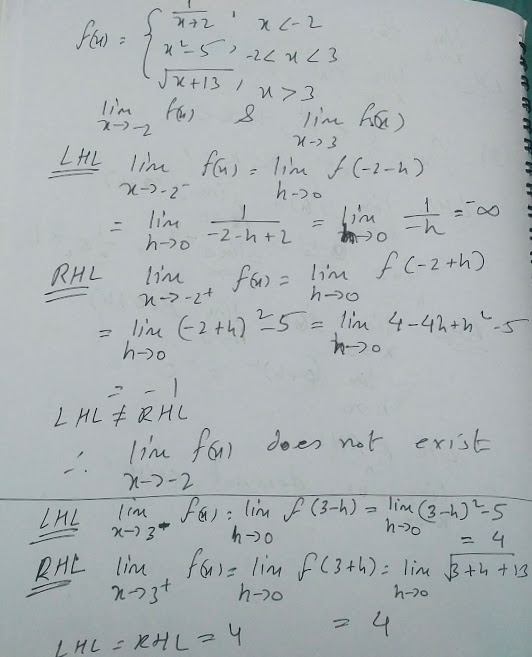 f(x) = { 1/(x+2) , x < -2
x² - 5 , -2 < x < 3
√(x+13) , x > 3
lim x→-2 f(x) & lim x→3 f(x)
LHL lim x→-2⁻ f(x) = lim h→0 f(-2-h)
= lim h→0 1/(-2-h+2) = lim h→0 1/(-h) = -∞
RHL lim x→-2⁺ f(x) = lim h→0 f(-2+h)
= lim h→0 (-2+h)² - 5 = lim h→0 4-4h+h²-5
= -1
LHL ≠ RHL
∴ lim x→-2 f(x) does not exist
LHL lim x→3⁻ f(x) = lim h→0 f(3-h) = lim h→0 (3-h)² - 5
= 4
RHL lim x→3⁺ f(x) = lim h→0 f(3+h) = lim h→0 √(3+h+13)
= 4
LHL = RHL = 4